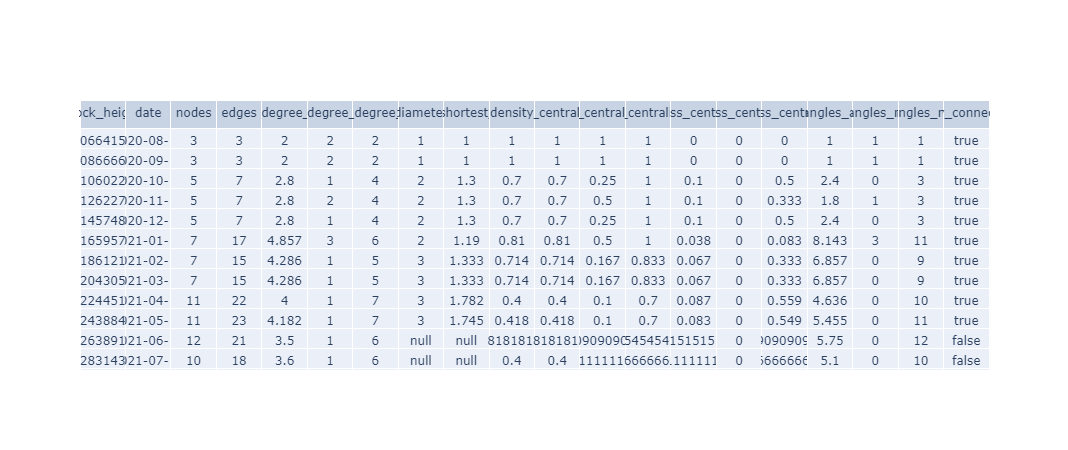 ock_heig date nodes edges degree_ degree_ degree_ diamete shortest density _central _central central ss_cent ss_cent ss_cent ngles_a angles_r ngles_r _conne
066415 020-08- 3 3 2 2 2 1 1 1 1 1 1 0 0 0 1 1 1 true
086666 020-09- 3 3 2 2 2 1 1 1 1 1 1 0 0 0 1 1 1 true
106022 020-10- 5 7 2.8 1 4 2 1.3 0.7 0.7 0.25 1 0.1 0 0.5 2.4 0 3 true
126227 020-11- 5 7 2.8 2 4 2 1.3 0.7 0.7 0.5 1 0.1 0 0.333 1.8 1 3 true
145748 020-12- 5 7 2.8 1 4 2 1.3 0.7 0.7 0.25 1 0.1 0 0.5 2.4 0 3 true
165957 021-01- 7 17 4.857 3 6 2 1.19 0.81 0.81 0.5 1 0.038 0 0.083 8.143 3 11 true
186121 021-02- 7 15 4.286 1 5 3 1.333 0.714 0.714 0.167 0.833 0.067 0 0.333 6.857 0 9 true
204305 021-03- 7 15 4.286 1 5 3 1.333 0.714 0.714 0.167 0.833 0.067 0 0.333 6.857 0 9 true
224451 021-04- 11 22 4 1 7 3 1.782 0.4 0.4 0.1 0.7 0.087 0 0.559 4.636 0 10 true
243884 021-05- 11 23 4.182 1 7 3 1.745 0.418 0.418 0.1 0.7 0.083 0 0.549 5.455 0 11 true
263891 021-06- 12 21 3.5 1 6 null null 818181 818181 090909 545454 151515 0 909090 5.75 0 12 false
283143 021-07- 10 18 3.6 1 6 null null 0.4 0.4 111111 666666 111111 0 666666 5.1 0 10 false